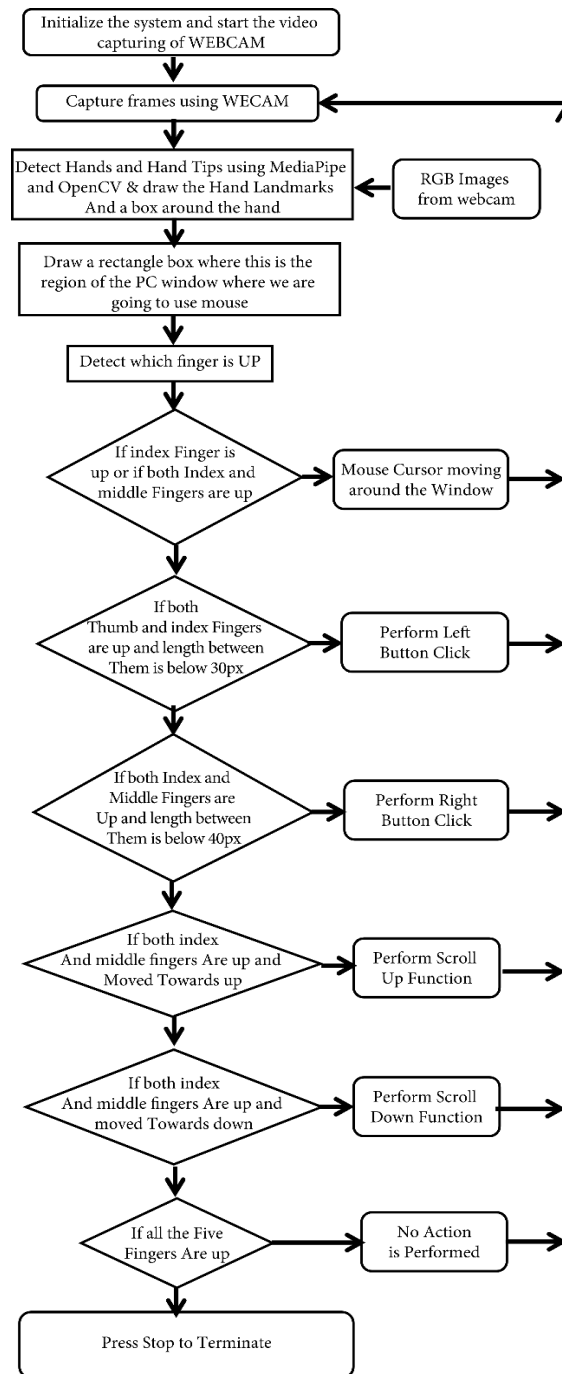 Initialize the system and start the video
capturing of WEBCAM
Capture frames using WECAM
Detect Hands and Hand Tips using MediaPipe
and OpenCV & draw the Hand Landmarks
And a box around the hand
RGB Images
from webcam
Draw a rectangle box where this is the
region of the PC window where we are
going to use mouse
Detect which finger is UP
If index Finger is
up or if both Index and
middle Fingers are up
Mouse Cursor moving
around the Window
If both
Thumb and index Fingers
are up and length between
Them is below 30px
Perform Left
Button Click
If both Index and
Middle Fingers are
Up and length between
Them is below 40px
Perform Right
Button Click
If both index
And middle fingers Are up and
Moved Towards up
Perform Scroll
Up Function
If both index
And middle fingers Are up and
moved Towards down
Perform Scroll
Down Function
If all the Five
Fingers Are up
No Action
is Performed
Press Stop to Terminate